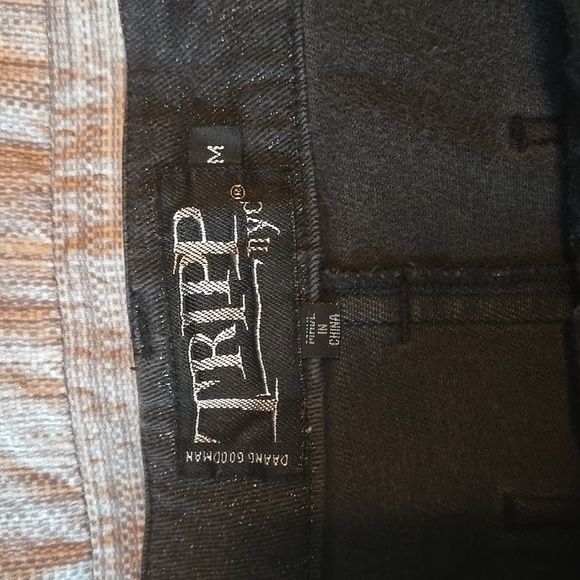 M
TRIPP®
nyc
DAANG GOODMAN
MADE
IN
CHINA